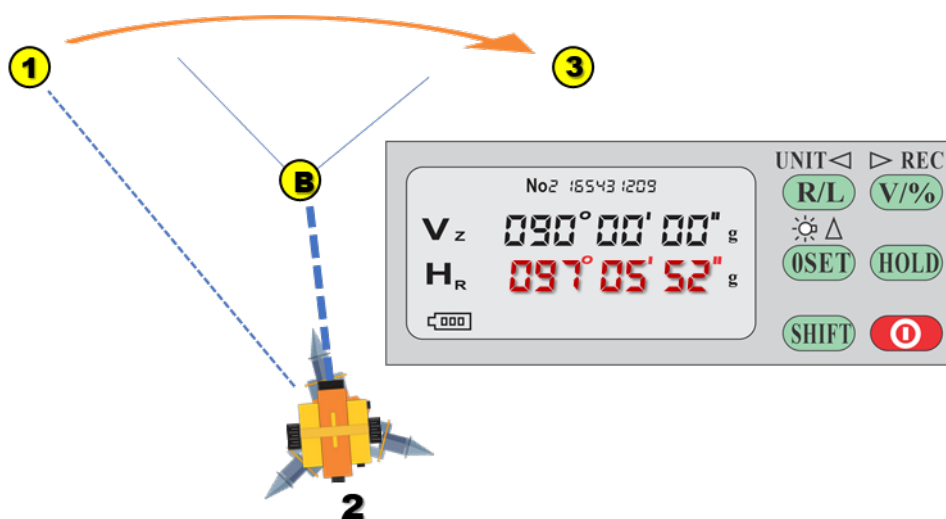 1
3
B
2
No2 165431209
Vz 090°00'00" g
HR 097°05'52" g
UNIT◁ ▷ REC
R/L V/%
△
0SET HOLD
SHIFT